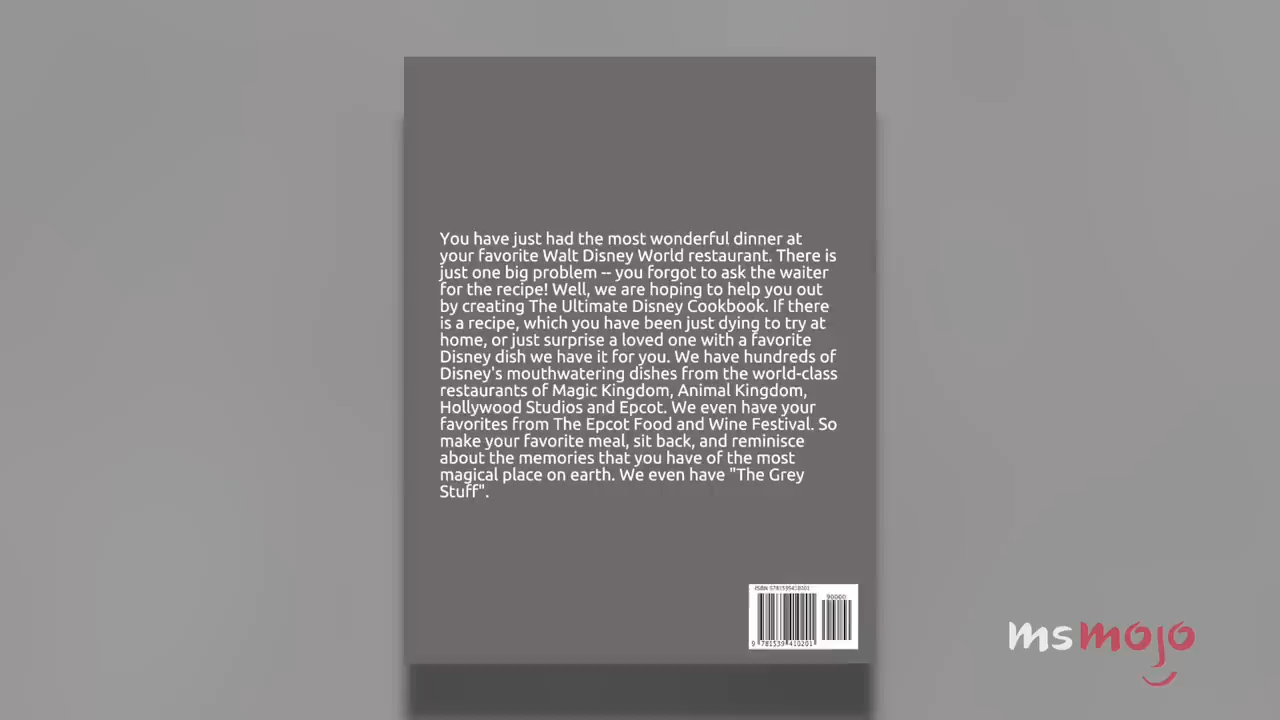 You have just had the most wonderful dinner at
your favorite Walt Disney World restaurant. There is
just one big problem -- you forgot to ask the waiter
for the recipe! Well, we are hoping to help you out
by creating The Ultimate Disney Cookbook. If there
is a recipe, which you have been just dying to try at
home, or just surprise a loved one with a favorite
Disney dish we have it for you. We have hundreds of
Disney's mouthwatering dishes from the world-class
restaurants of Magic Kingdom, Animal Kingdom,
Hollywood Studios and Epcot. We even have your
favorites from The Epcot Food and Wine Festival. So
make your favorite meal, sit back, and reminisce
about the memories that you have of the most
magical place on earth. We even have "The Grey
Stuff".
ISBN 9781539410201
90000
9 781539 410201
msmojo